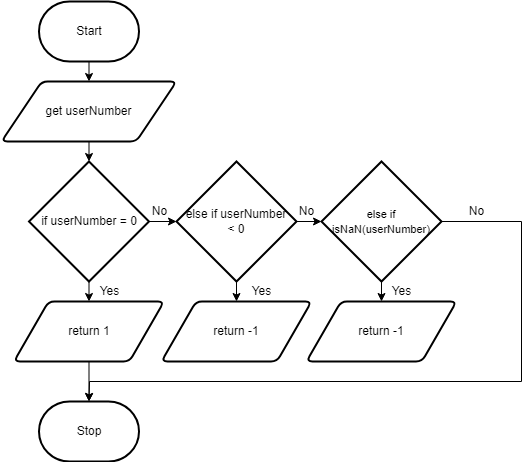 Start
get userNumber
if userNumber = 0
No
else if userNumber
< 0
No
else if
isNaN(userNumber)
No
Yes
Yes
Yes
return 1
return -1
return -1
Stop